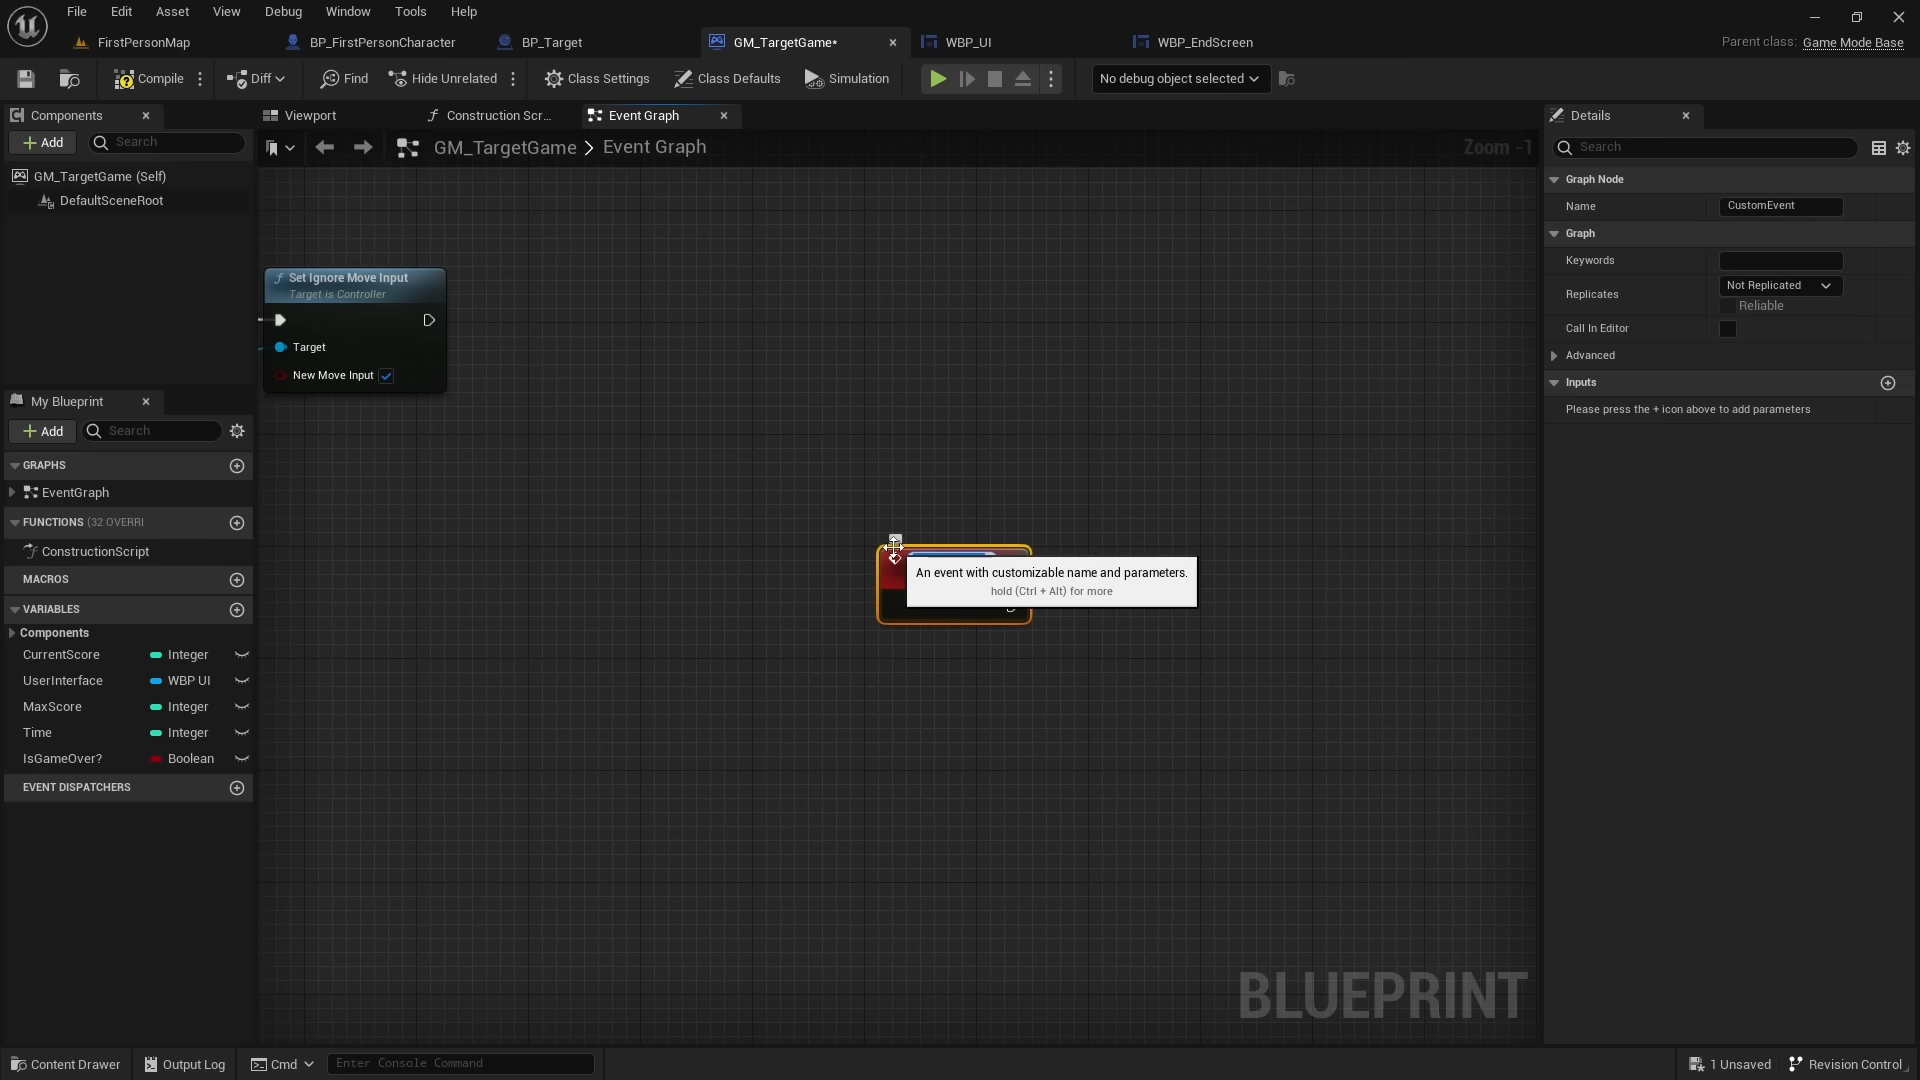 File Edit Asset View Debug Window Tools Help
FirstPersonMap BP_FirstPersonCharacter BP_Target GM_TargetGame* WBP_UI WBP_EndScreen Parent class: Game Mode Base
Compile Diff Find Hide Unrelated Class Settings Class Defaults Simulation No debug object selected
Components Viewport Construction Scr... Event Graph Details
Add Search GM_TargetGame > Event Graph Zoom -1 Search
GM_TargetGame (Self)
DefaultSceneRoot
Set Ignore Move Input
Target is Controller
Target
New Move Input
Graph Node
Name CustomEvent
Graph
Keywords
Replicates Not Replicated
Reliable
Call In Editor
Advanced
Inputs
Please press the + icon above to add parameters
My Blueprint
Add Search
GRAPHS
EventGraph
FUNCTIONS (32 OVERRI
ConstructionScript
MACROS
VARIABLES
Components
CurrentScore Integer
UserInterface WBP UI
MaxScore Integer
Time Integer
IsGameOver? Boolean
EVENT DISPATCHERS
An event with customizable name and parameters.
hold (Ctrl + Alt) for more
BLUEPRINT
Content Drawer Output Log Cmd Enter Console Command 1 Unsaved Revision Control